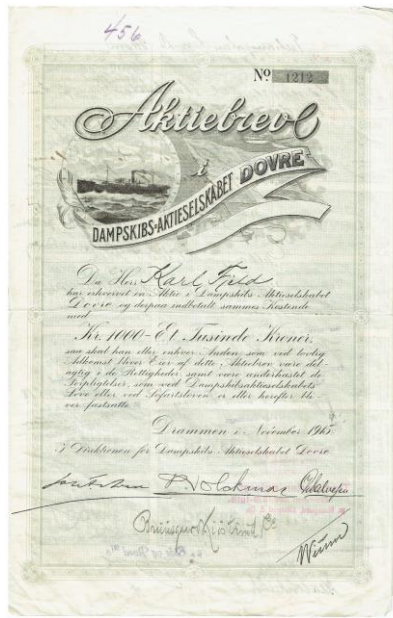 456
No 1212
Aktiebrev
i
DAMPSKIBS-AKTIESELSKABET DOVRE
Da Herr Karl Fjeld
har erhvervet en Aktie i Dampskibs-Aktieselskabet
Dovre og derpaa indbetalt sammes Kostende
med
Kr. 1000 - Et Tusinde Kroner,
saa skal han eller enhver Anden som ved lovlig
Adkomst bliver Eier af dette Aktiebrev være del-
agtig i de Rettigheder samt være underkastet de
Forpligtelser, som ved Dampskibsaktieselskabets
Love eller ved Sjøfartsloven er eller herefter bli-
ver fastsatte.
Drammen i November 1915
I Direktionen for Dampskibs-Aktieselskabet Dovre